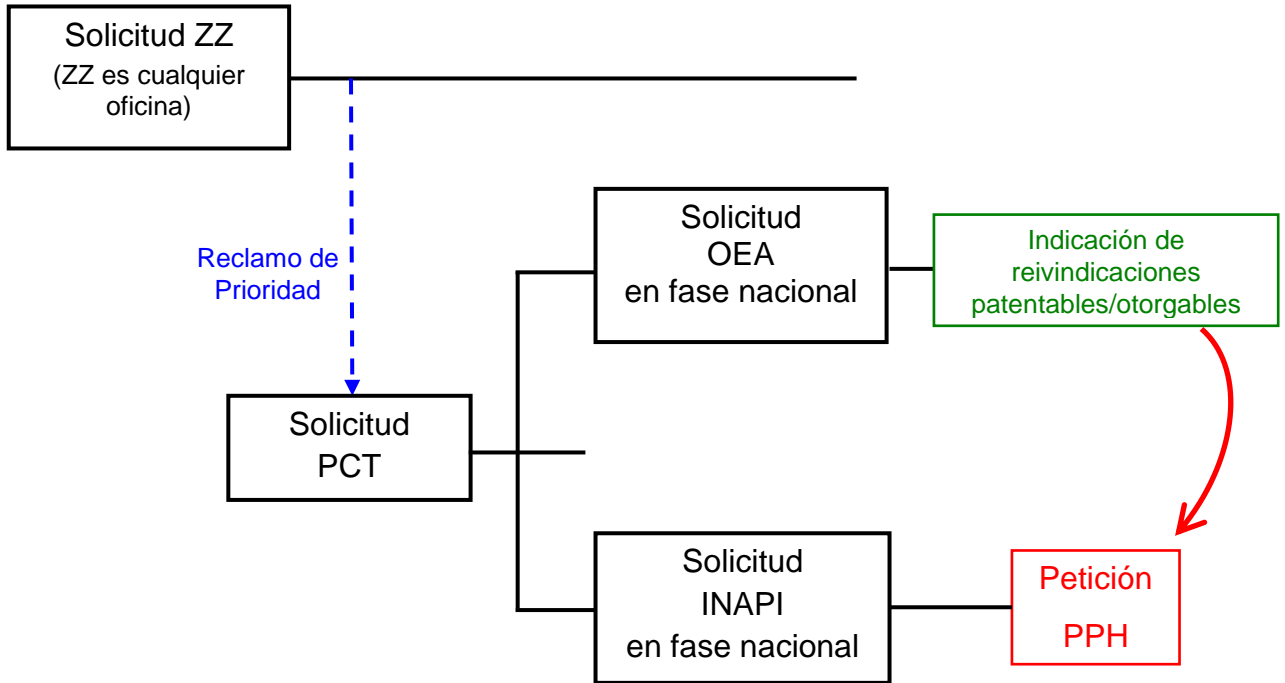 Solicitud ZZ
(ZZ es cualquier
oficina)
Reclamo de
Prioridad
Solicitud
OEA
en fase nacional
Indicación de
reivindicaciones
patentables/otorgables
Solicitud
PCT
Solicitud
INAPI
en fase nacional
Petición
PPH